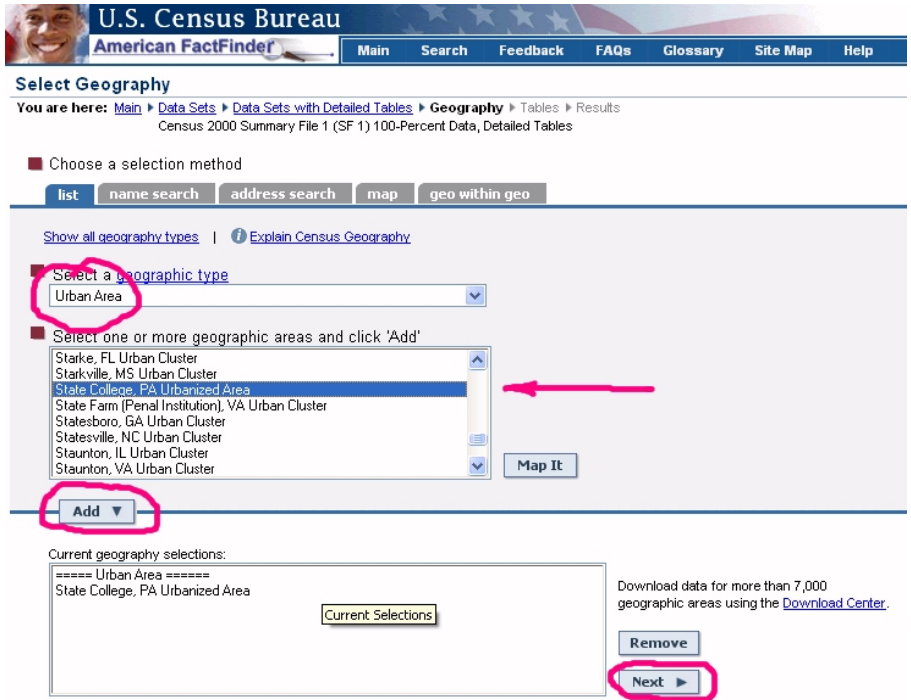 U.S. Census Bureau
American FactFinder
Main Search Feedback FAQs Glossary Site Map Help
Select Geography
You are here: Main ▶ Data Sets ▶ Data Sets with Detailed Tables ▶ Geography ▶ Tables ▶ Results
Census 2000 Summary File 1 (SF 1) 100-Percent Data, Detailed Tables
Choose a selection method
list name search address search map geo within geo
Show all geography types | i Explain Census Geography
Select a geographic type
Urban Area
Select one or more geographic areas and click 'Add'
Starke, FL Urban Cluster
Starkville, MS Urban Cluster
State College, PA Urbanized Area
State Farm (Penal Institution), VA Urban Cluster
Statesboro, GA Urban Cluster
Statesville, NC Urban Cluster
Staunton, IL Urban Cluster
Staunton, VA Urban Cluster
Map It
Add ▼
Current geography selections:
===== Urban Area ======
State College, PA Urbanized Area
Current Selections
Download data for more than 7,000
geographic areas using the Download Center.
Remove
Next ▶